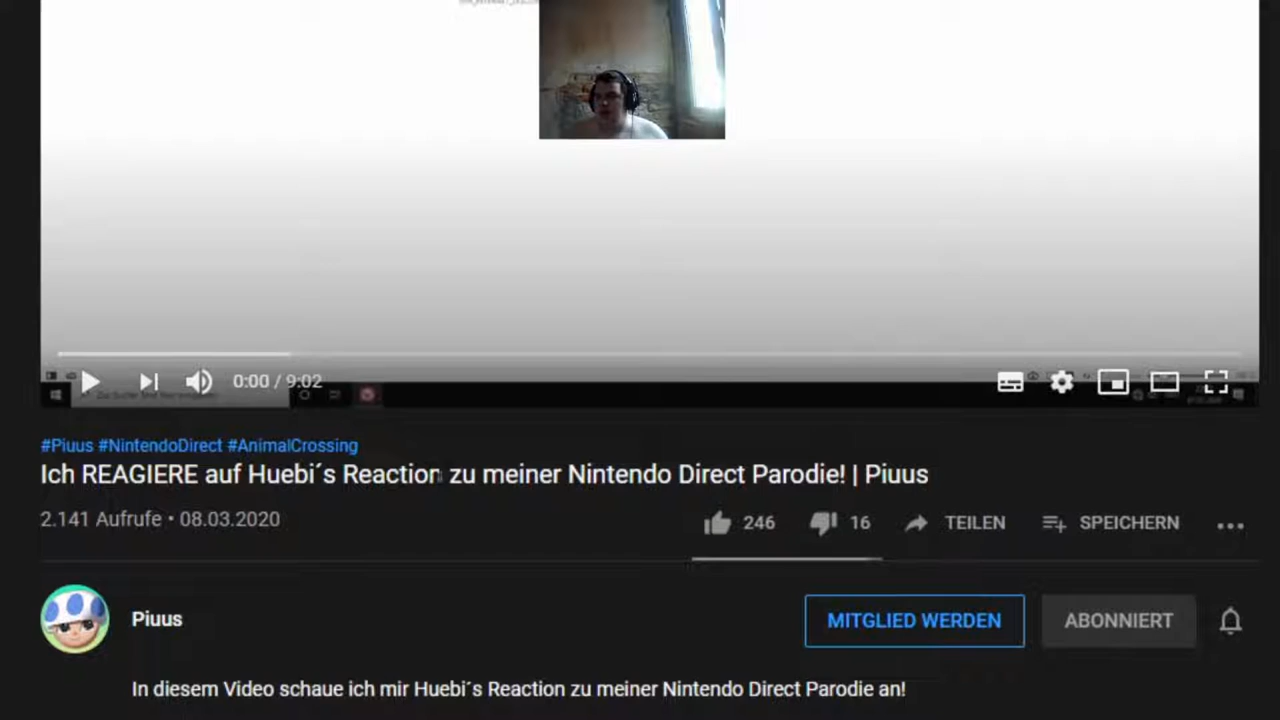 0:00 / 9:02
#Piuus #NintendoDirect #AnimalCrossing
Ich REAGIERE auf Huebi´s Reaction zu meiner Nintendo Direct Parodie! | Piuus
2.141 Aufrufe • 08.03.2020
246 16 TEILEN SPEICHERN
Piuus
MITGLIED WERDEN ABONNIERT
In diesem Video schaue ich mir Huebi´s Reaction zu meiner Nintendo Direct Parodie an!